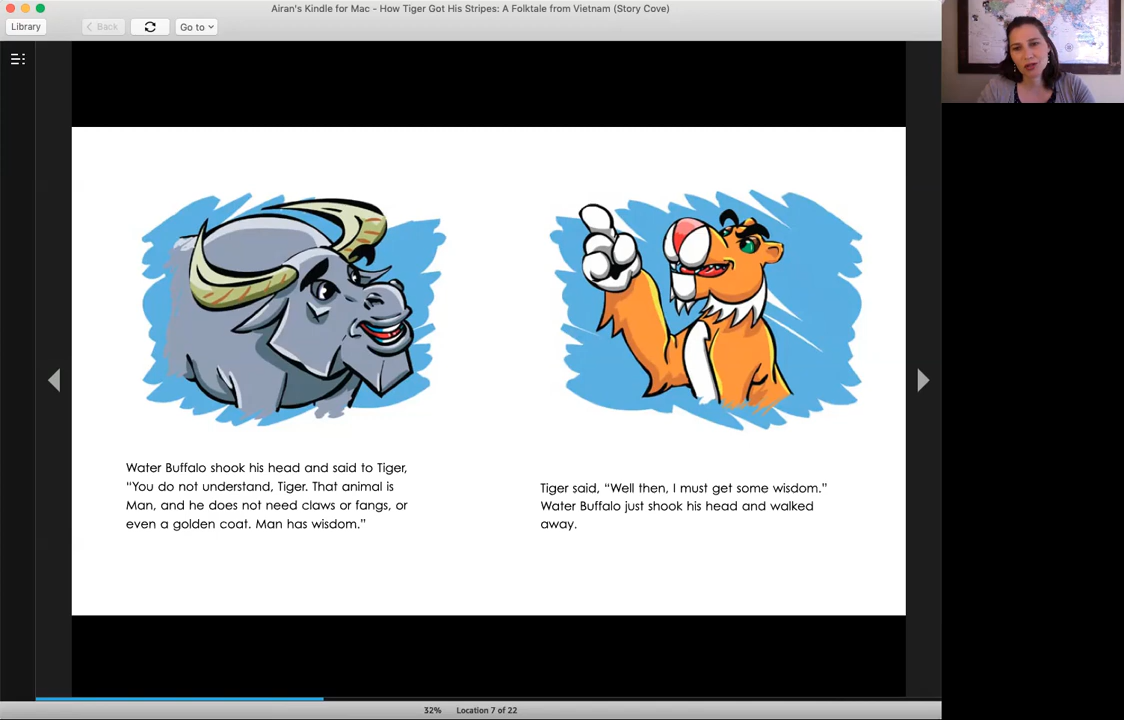 Airan's Kindle for Mac - How Tiger Got His Stripes: A Folktale from Vietnam (Story Cove)
Library
Back
Go to
Water Buffalo shook his head and said to Tiger,
“You do not understand, Tiger. That animal is
Man, and he does not need claws or fangs, or
even a golden coat. Man has wisdom.”
Tiger said, “Well then, I must get some wisdom.”
Water Buffalo just shook his head and walked
away.
32% Location 7 of 22